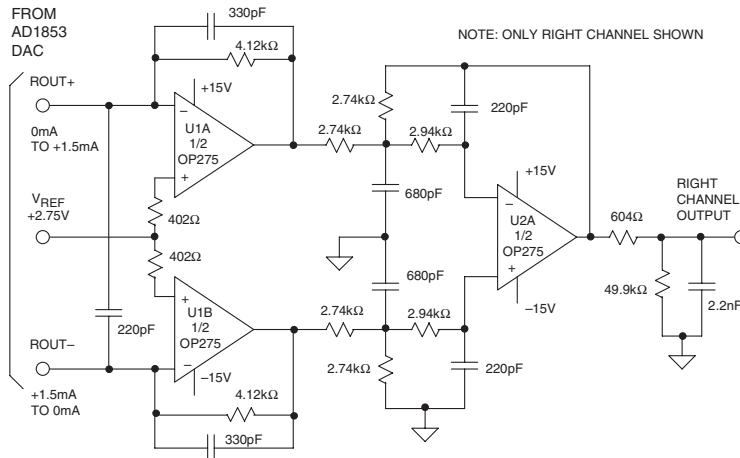 FROM
AD1853
DAC
330pF
4.12kΩ
NOTE: ONLY RIGHT CHANNEL SHOWN
ROUT+
0mA
TO +1.5mA
+15V
−
U1A
1/2
OP275
+
2.74kΩ
2.74kΩ
2.94kΩ
220pF
680pF
VREF
+2.75V
402Ω
402Ω
+15V
−
U2A
1/2
OP275
+
−15V
604Ω
RIGHT
CHANNEL
OUTPUT
49.9kΩ
2.2nF
680pF
220pF
+
U1B
1/2
OP275
−
−15V
2.74kΩ
2.94kΩ
2.74kΩ
220pF
ROUT−
+1.5mA
TO 0mA
4.12kΩ
330pF